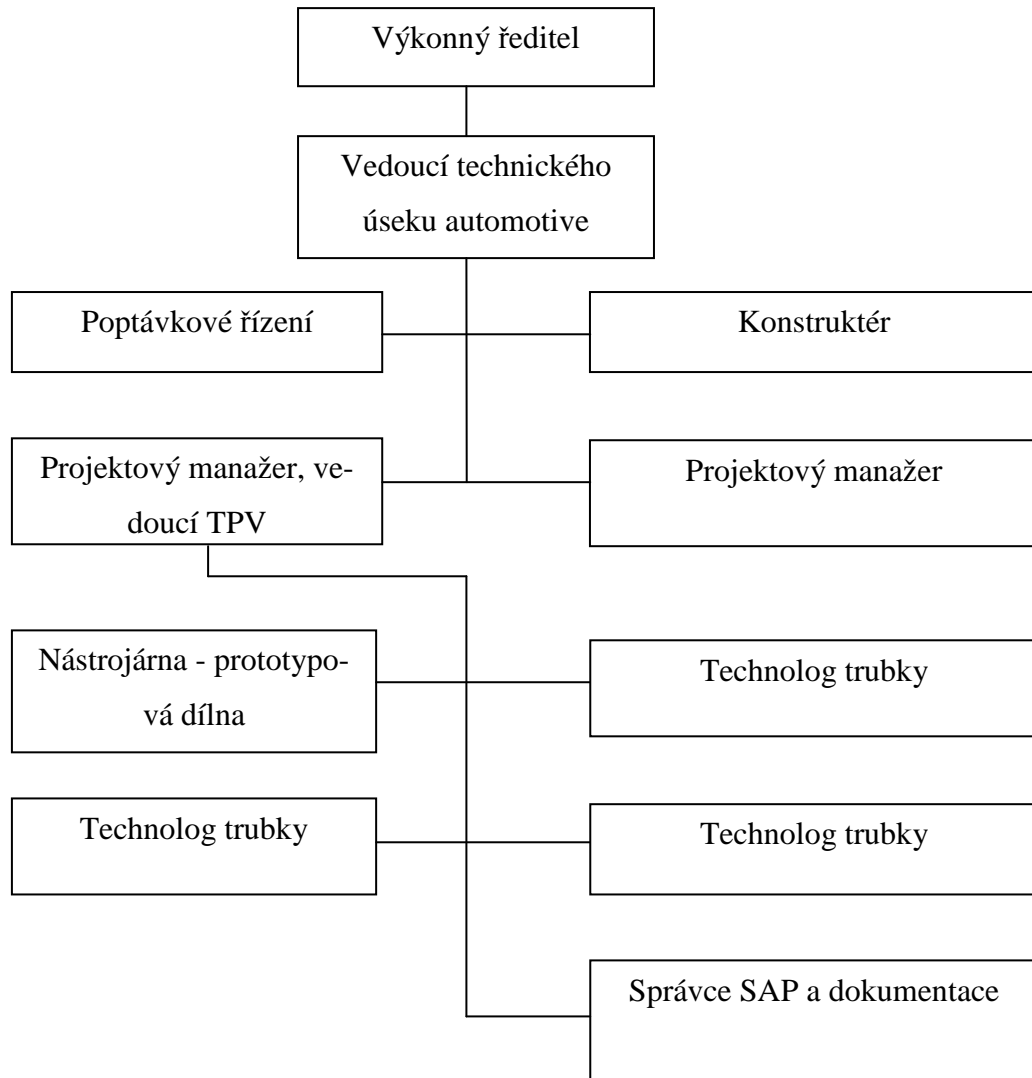 Výkonný ředitel
Vedoucí technického
úseku automotive
Poptávkové řízení
Konstruktér
Projektový manažer, ve-
doucí TPV
Projektový manažer
Nástrojárna - prototypo-
vá dílna
Technolog trubky
Technolog trubky
Technolog trubky
Správce SAP a dokumentace